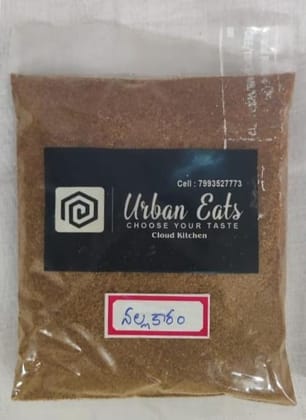 Cell : 7993527773
Urban Eats
CHOOSE YOUR TASTE
Cloud Kitchen
నల్లకారం